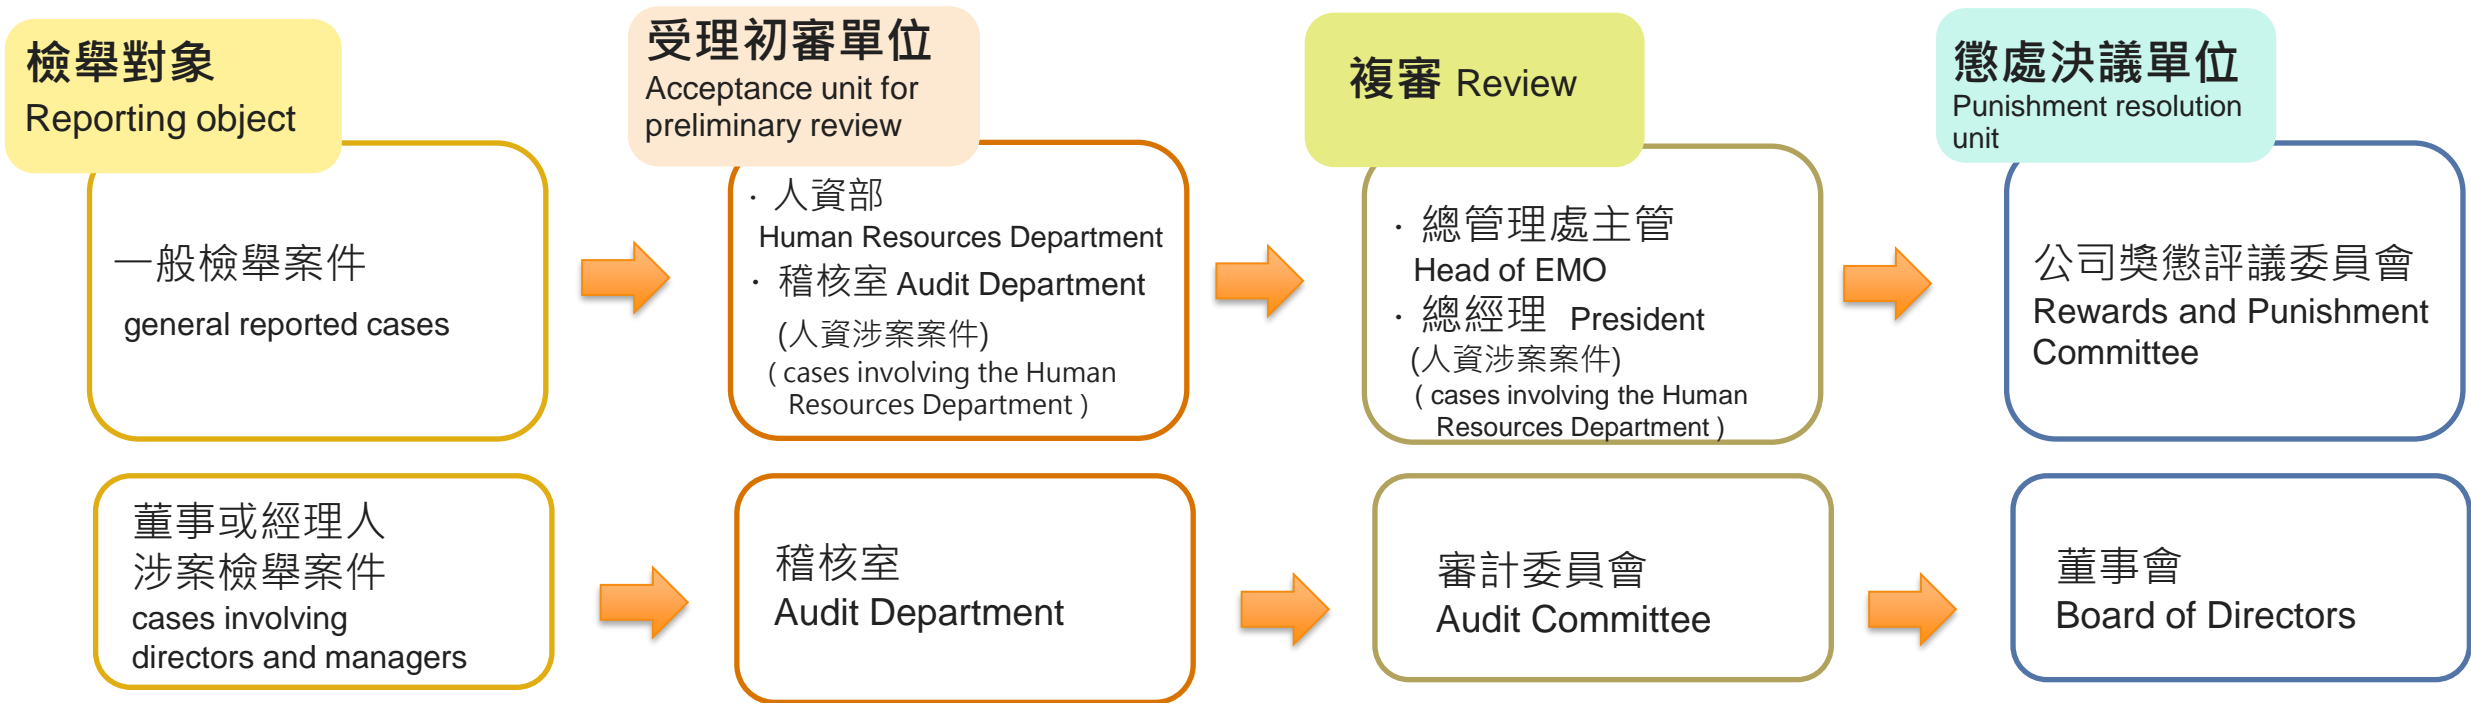 檢舉對象
Reporting object
受理初審單位
Acceptance unit for
preliminary review
複審 Review
懲處決議單位
Punishment resolution
unit
一般檢舉案件
general reported cases
· 人資部
Human Resources Department
· 稽核室 Audit Department
(人資涉案案件)
( cases involving the Human
Resources Department )
· 總管理處主管
Head of EMO
· 總經理 President
(人資涉案案件)
( cases involving the Human
Resources Department )
公司獎懲評議委員會
Rewards and Punishment
Committee
董事或經理人
涉案檢舉案件
cases involving
directors and managers
稽核室
Audit Department
審計委員會
Audit Committee
董事會
Board of Directors